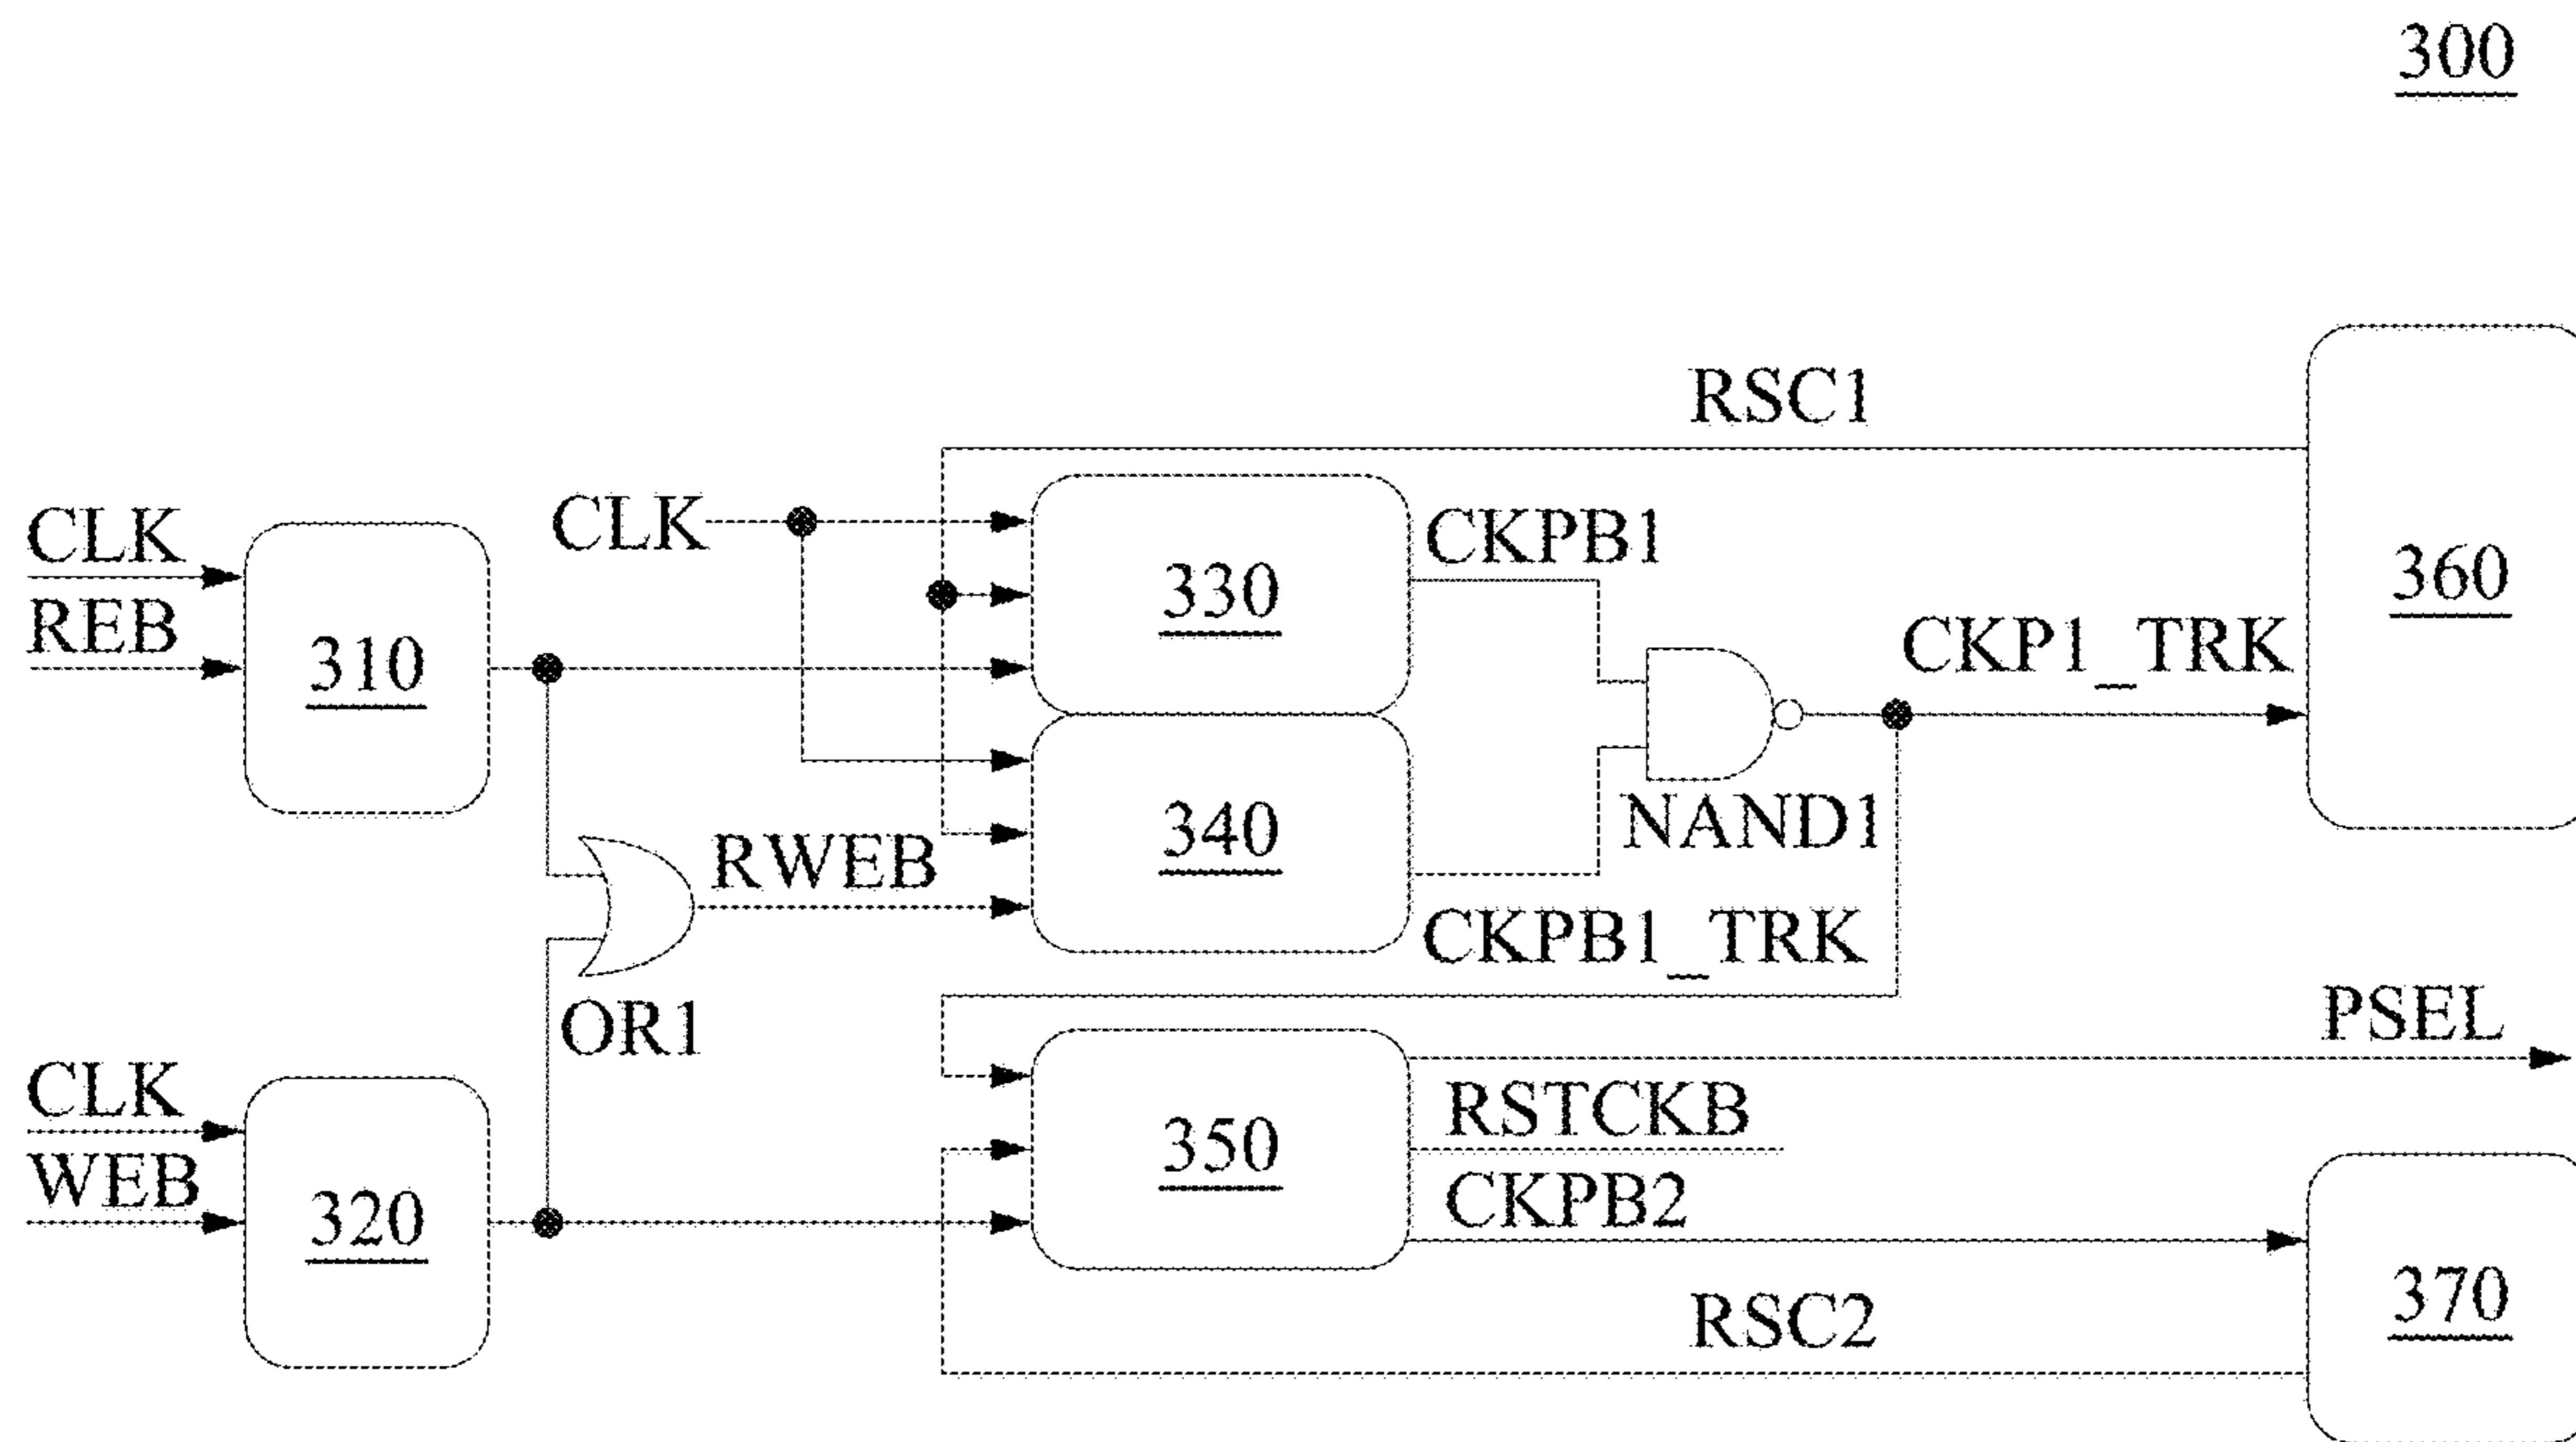 300
RSC1
CLK
CLK
CKPB1
REB
330
360
310
CKP1_TRK
NAND1
RWEB
340
CKPB1_TRK
OR1
PSEL
CLK
RSTCKB
WEB
350
CKPB2
320
RSC2
370